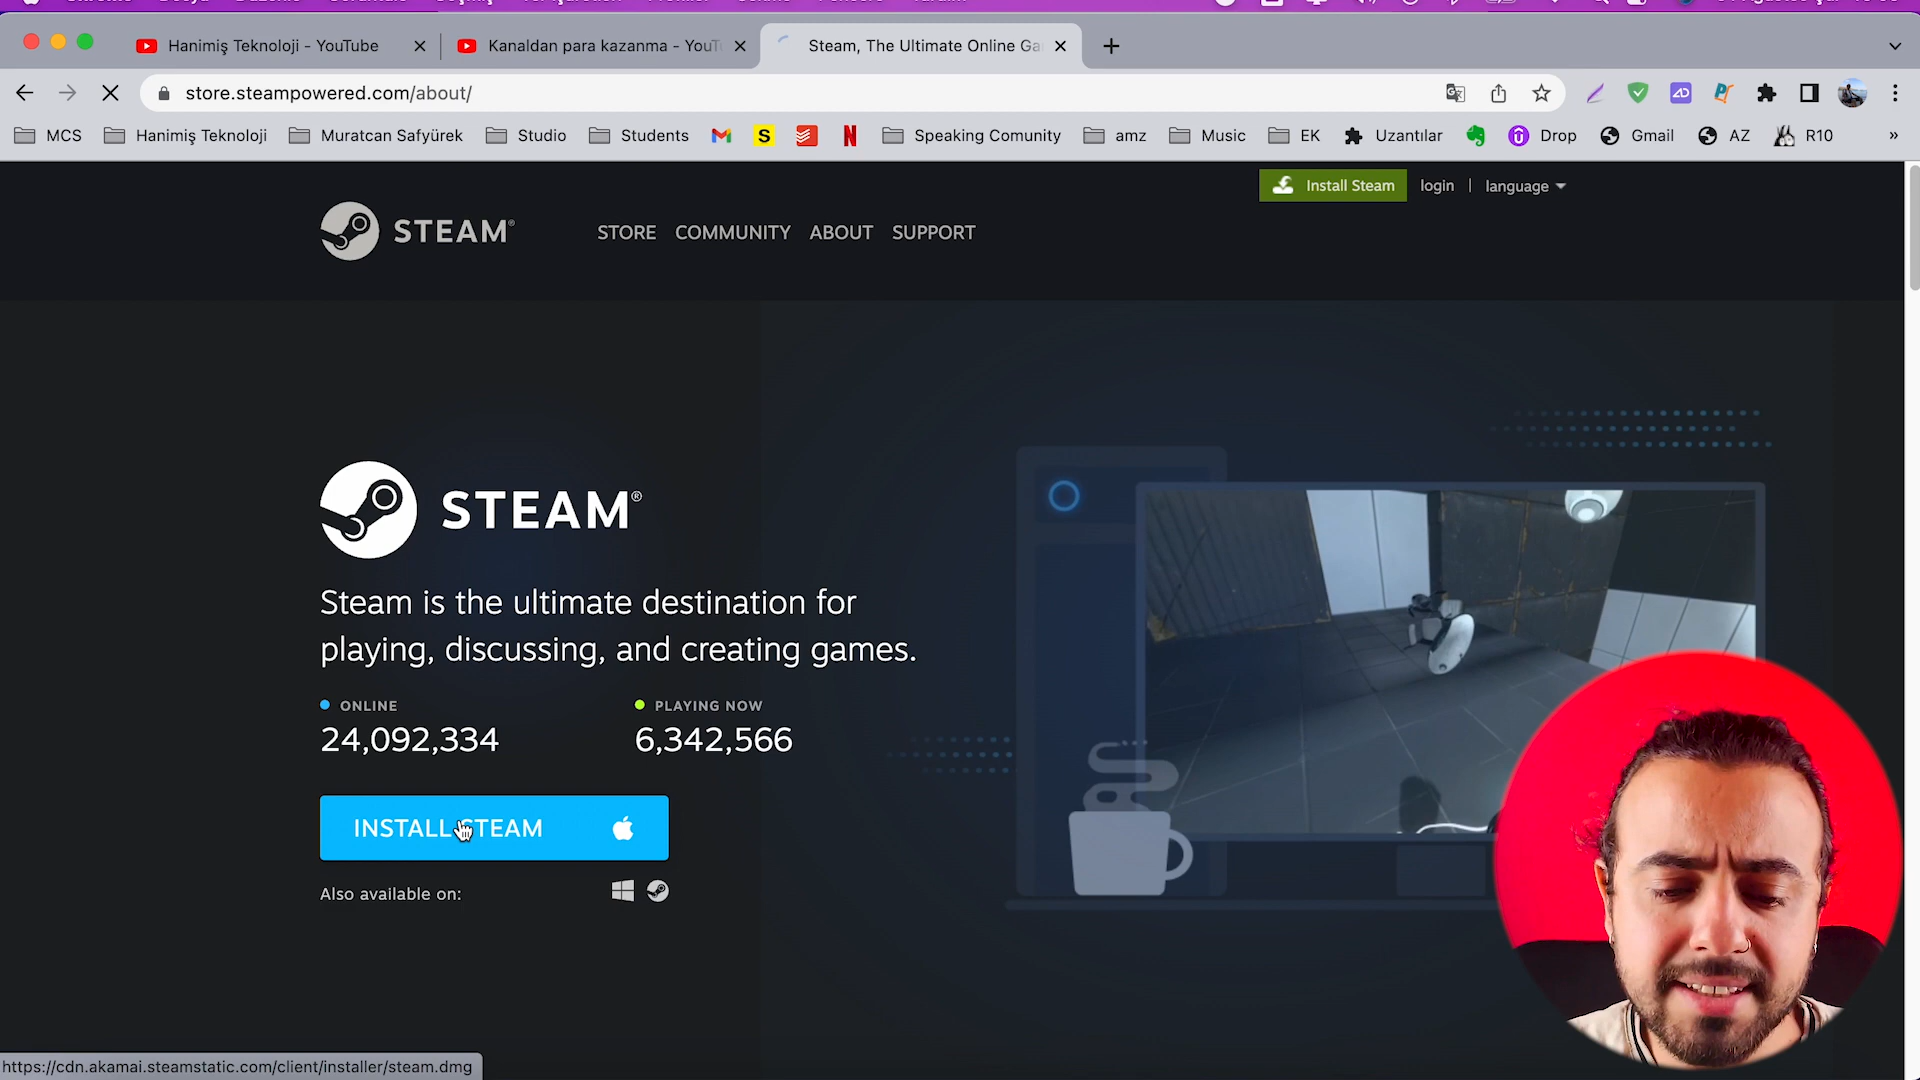 Hanimiş Teknoloji - YouTube
Kanaldan para kazanma - YouT
Steam, The Ultimate Online Ga
store.steampowered.com/about/
MCS
Hanimiş Teknoloji
Muratcan Safyürek
Studio
Students
S
N
Speaking Comunity
amz
Music
EK
Uzantılar
Drop
Gmail
AZ
R10
»
Install Steam
login
language
STEAM®
STORE
COMMUNITY
ABOUT
SUPPORT
STEAM®
Steam is the ultimate destination for
playing, discussing, and creating games.
ONLINE
PLAYING NOW
24,092,334
6,342,566
INSTALL STEAM
Also available on:
https://cdn.akamai.steamstatic.com/client/installer/steam.dmg